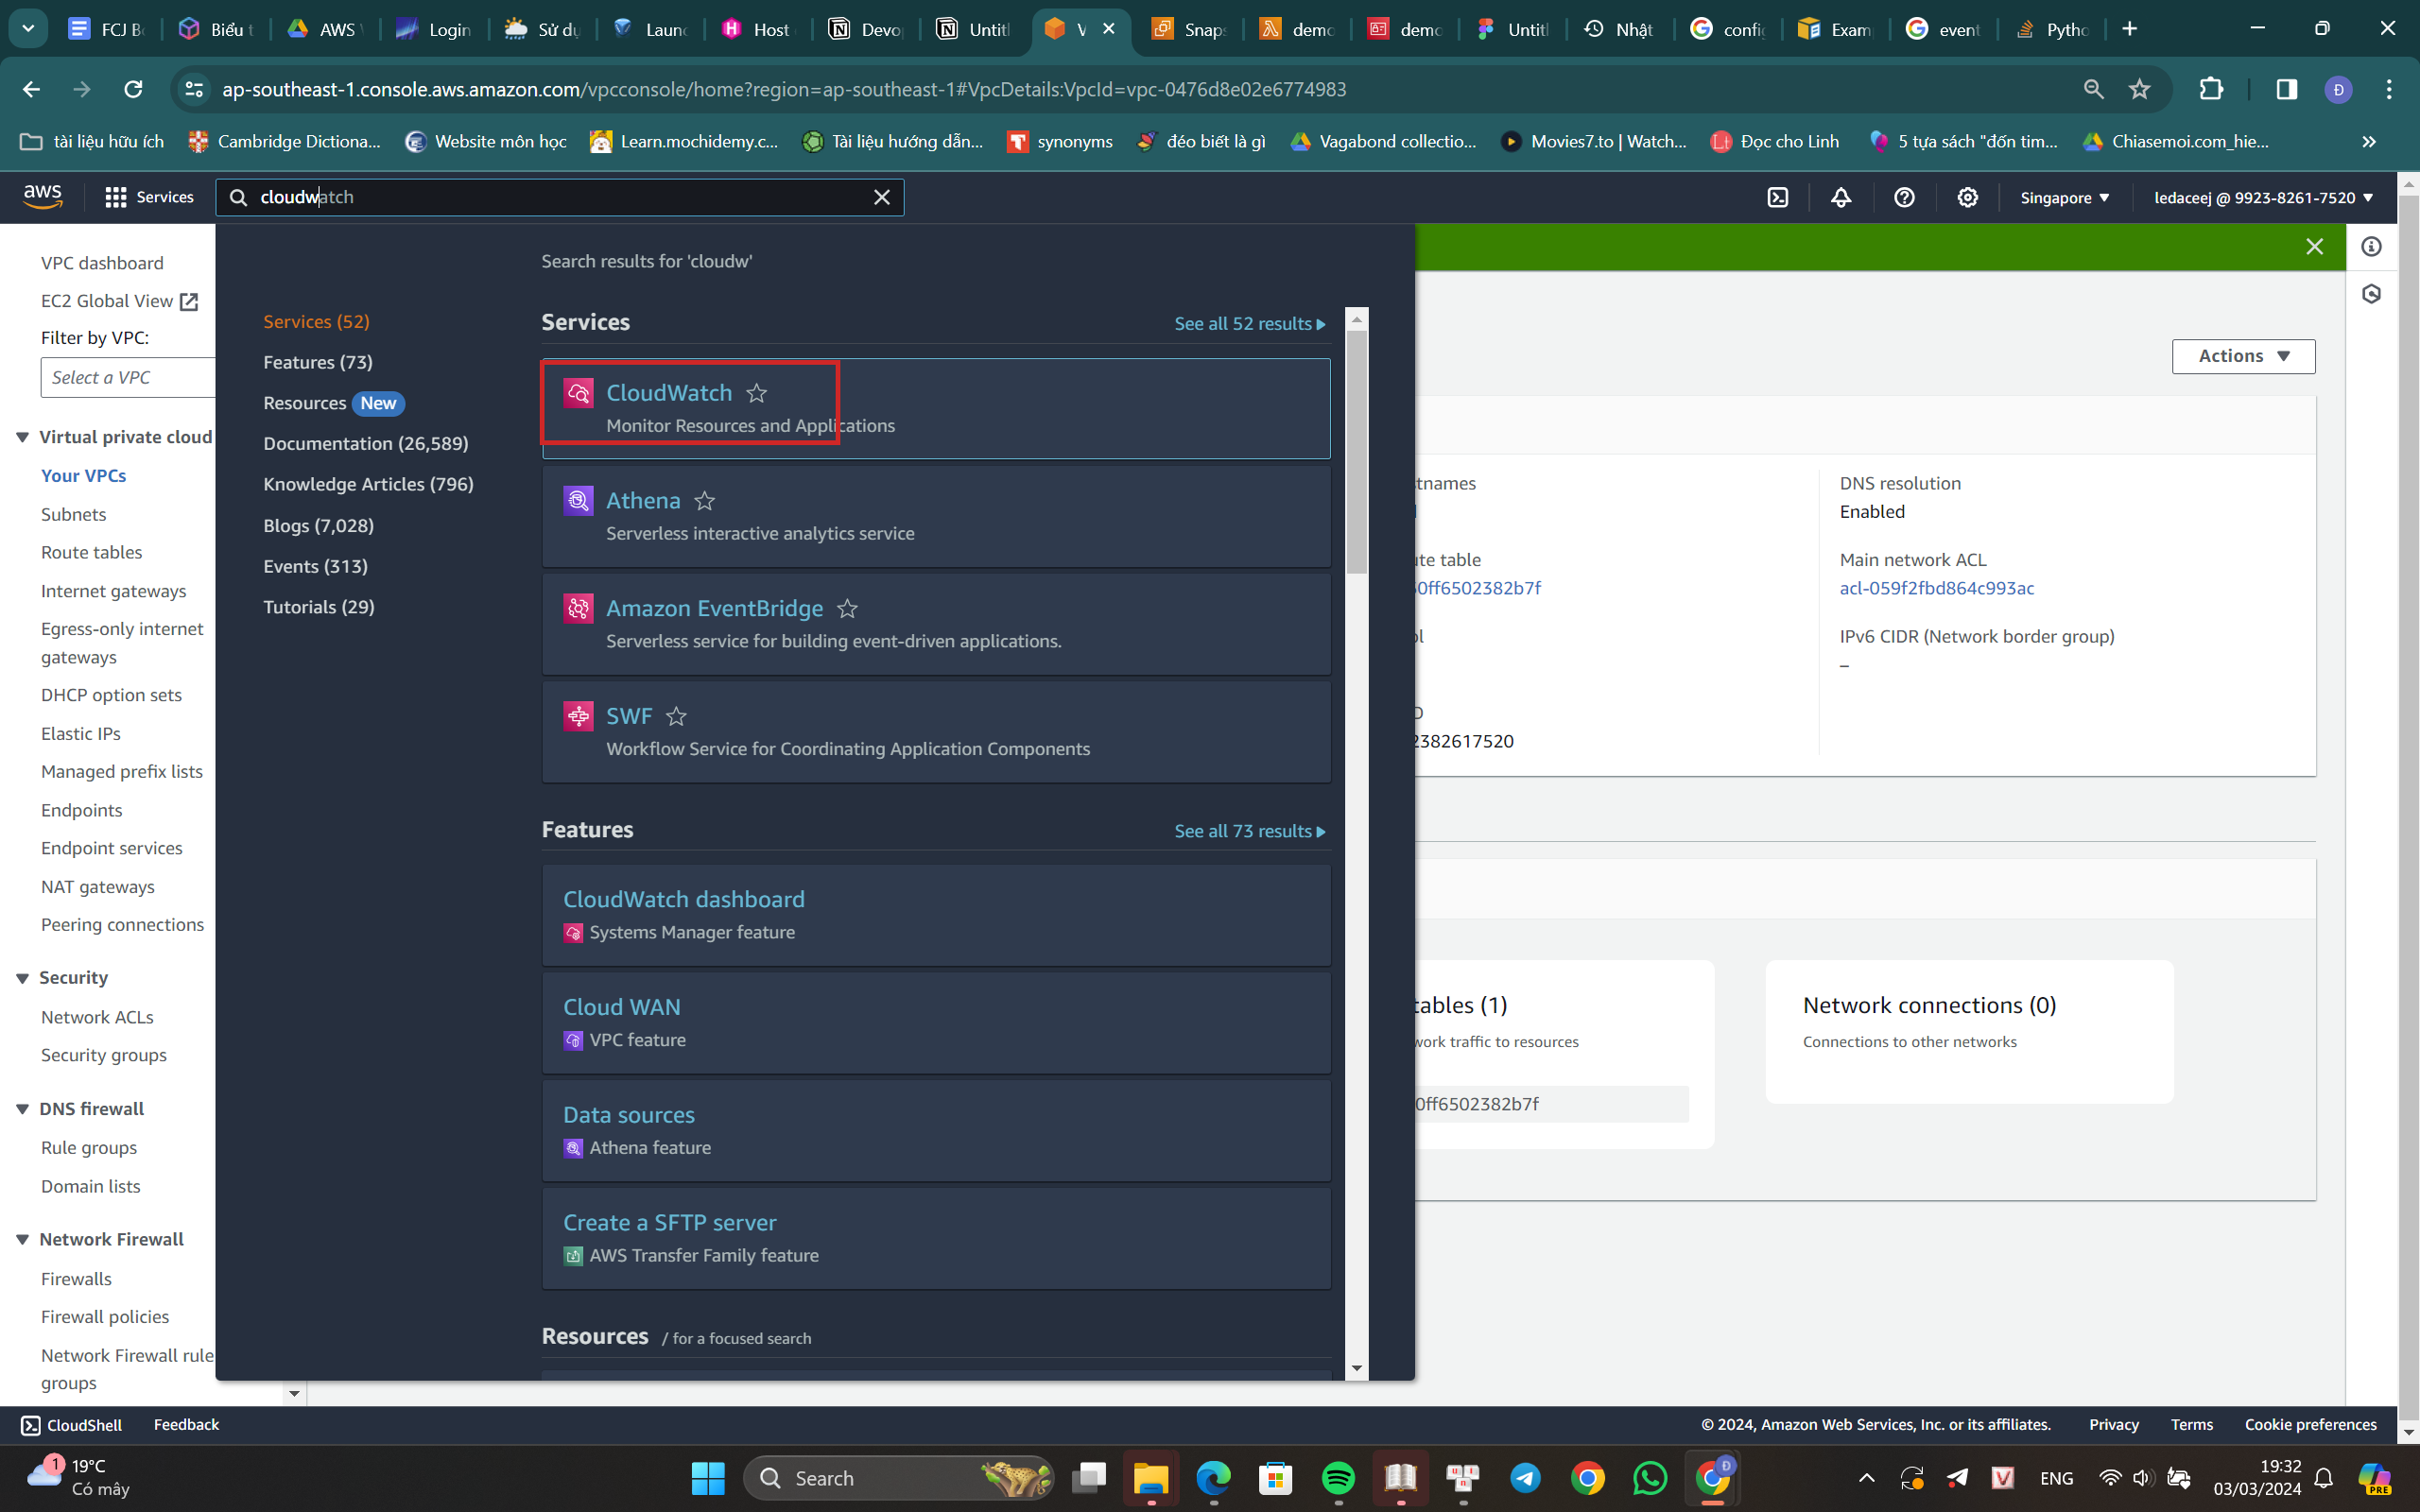 FCJ B
Biểu t
AWS
Login
Sử dụ
Launc
Host
Devop
Untitl
V
Snaps
demo
demo
Untitl
Nhật
config
Exam
event
Pytho
ap-southeast-1.console.aws.amazon.com/vpcconsole/home?region=ap-southeast-1#VpcDetails:VpcId=vpc-0476d8e02e6774983
Đ
tài liệu hữu ích
Cambridge Dictiona...
Website môn học
Learn.mochidemy.c...
Tài liệu hướng dẫn...
synonyms
đéo biết là gì
Vagabond collectio...
Movies7.to | Watch...
Đọc cho Linh
5 tựa sách "đốn tim...
Chiasemoi.com_hie...
aws
Services
cloudwatch
Singapore
ledaceej @ 9923-8261-7520
VPC dashboard
EC2 Global View
Filter by VPC:
Select a VPC
Virtual private cloud
Your VPCs
Subnets
Route tables
Internet gateways
Egress-only internet
gateways
DHCP option sets
Elastic IPs
Managed prefix lists
Endpoints
Endpoint services
NAT gateways
Peering connections
Security
Network ACLs
Security groups
DNS firewall
Rule groups
Domain lists
Network Firewall
Firewalls
Firewall policies
Network Firewall rule
groups
Search results for 'cloudw'
Services (52)
Features (73)
Resources New
Documentation (26,589)
Knowledge Articles (796)
Blogs (7,028)
Events (313)
Tutorials (29)
Services
See all 52 results
CloudWatch
Monitor Resources and Applications
Athena
Serverless interactive analytics service
Amazon EventBridge
Serverless service for building event-driven applications.
SWF
Workflow Service for Coordinating Application Components
Features
See all 73 results
CloudWatch dashboard
Systems Manager feature
Cloud WAN
VPC feature
Data sources
Athena feature
Create a SFTP server
AWS Transfer Family feature
Resources / for a focused search
Actions
tnames
DNS resolution
Enabled
te table
0ff6502382b7f
Main network ACL
acl-059f2fbd864c993ac
ol
IPv6 CIDR (Network border group)
–
D
2382617520
tables (1)
work traffic to resources
0ff6502382b7f
Network connections (0)
Connections to other networks
CloudShell
Feedback
© 2024, Amazon Web Services, Inc. or its affiliates.
Privacy
Terms
Cookie preferences
1
19°C
Có mây
Search
Đ
V
ENG
19:32
03/03/2024
PRE